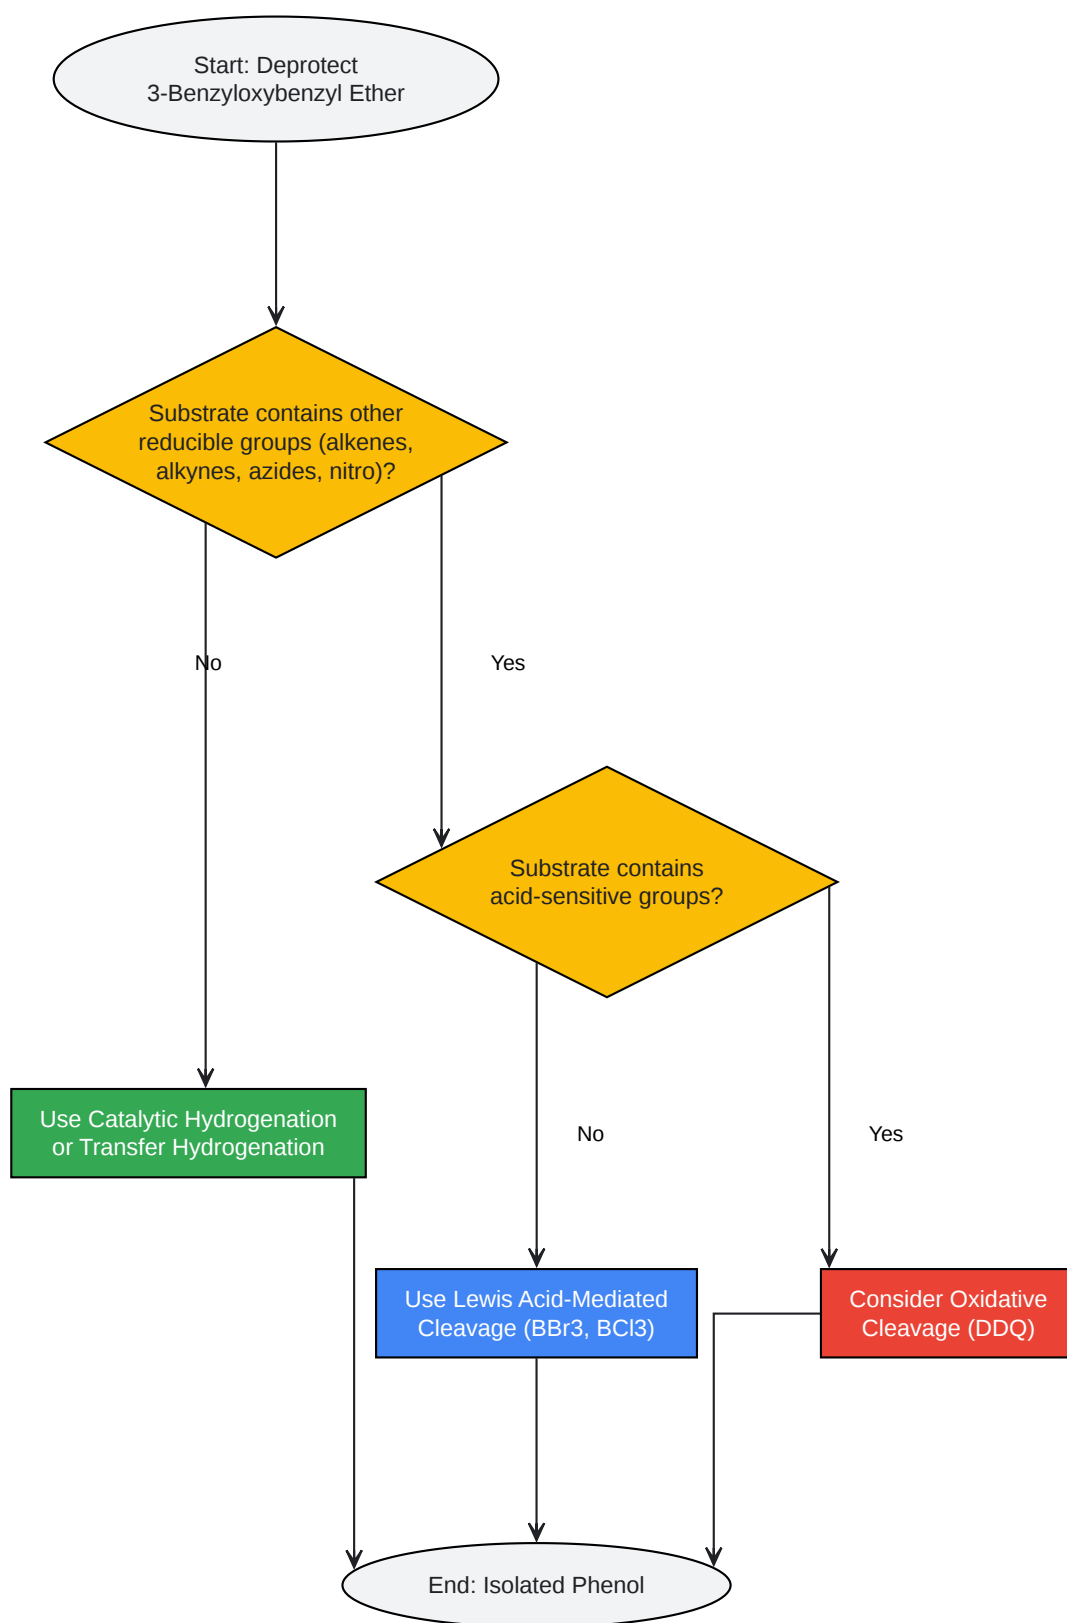 Start: Deprotect
3-Benzyloxybenzyl Ether
Substrate contains other
reducible groups (alkenes,
alkynes, azides, nitro)?
No
Yes
Substrate contains
acid-sensitive groups?
Use Catalytic Hydrogenation
or Transfer Hydrogenation
No
Yes
Use Lewis Acid-Mediated
Cleavage (BBr3, BCl3)
Consider Oxidative
Cleavage (DDQ)
End: Isolated Phenol